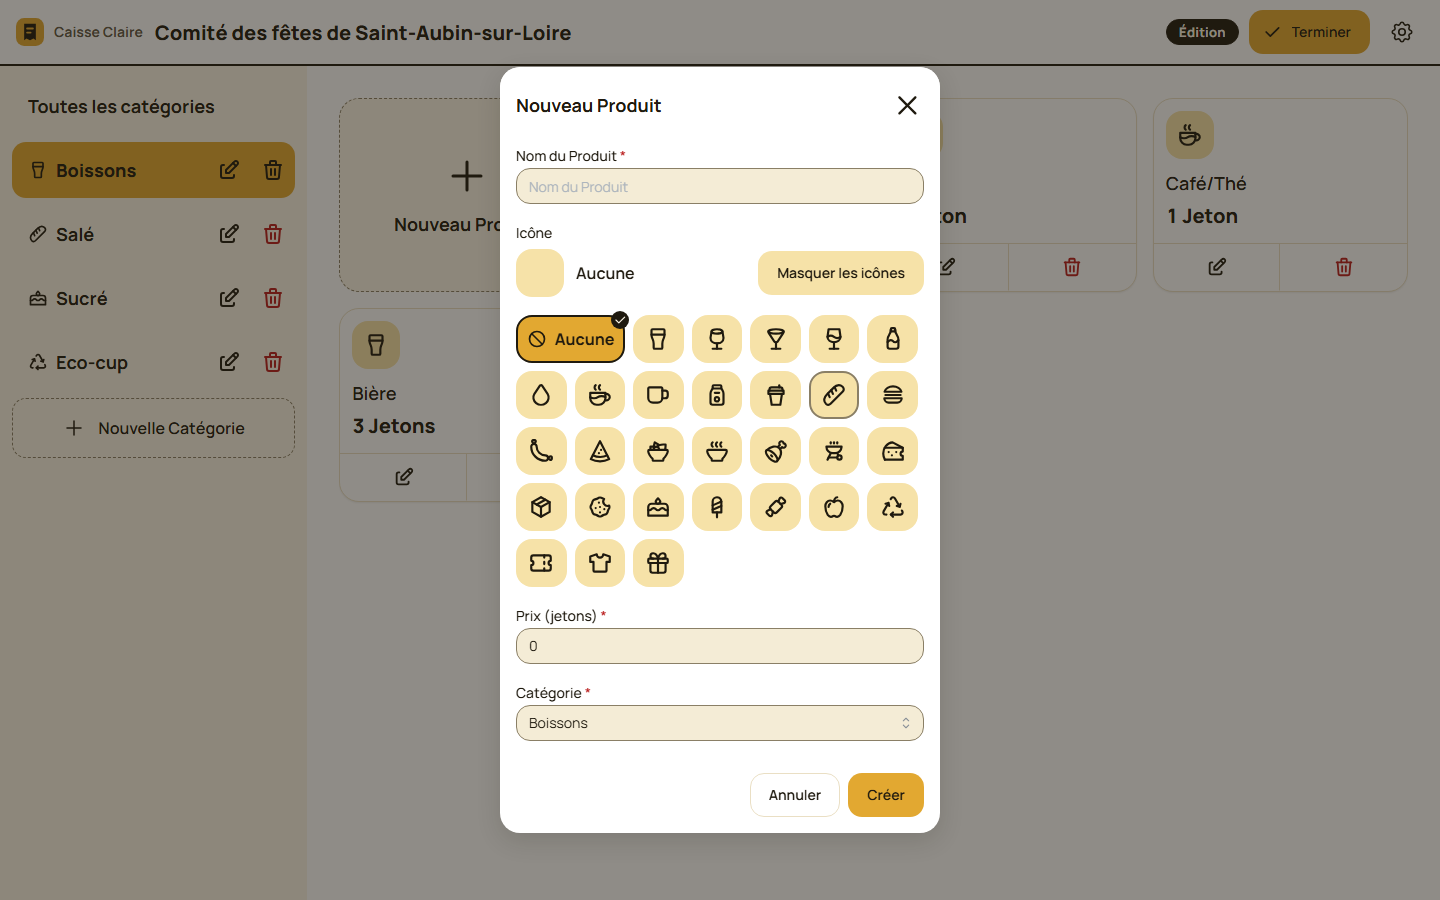 Caisse Claire
Comité des fêtes de Saint-Aubin-sur-Loire
Édition
Terminer
Toutes les catégories
Boissons
Salé
Sucré
Eco-cup
Nouvelle Catégorie
Nouveau Pro
Bière
3 Jetons
ton
Café/Thé
1 Jeton
Nouveau Produit
Nom du Produit *
Nom du Produit
Icône
Aucune
Masquer les icônes
Aucune
Prix (jetons) *
0
Catégorie *
Boissons
Annuler
Créer